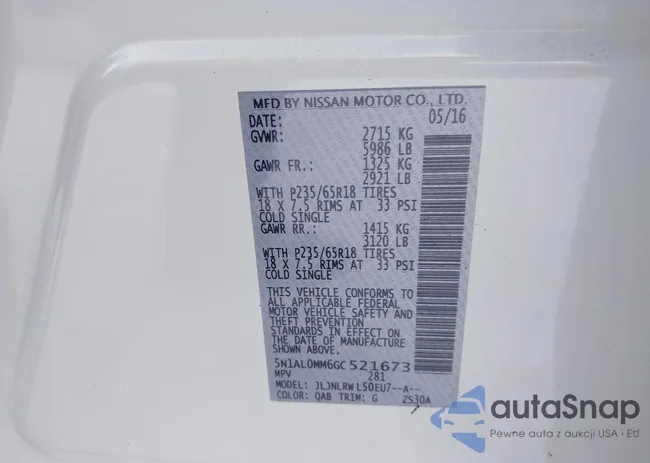 MFD BY NISSAN MOTOR CO., LTD.
DATE: 05/16
GVWR: 2715 KG
5986 LB
GAWR FR.: 1325 KG
2921 LB
WITH P235/65R18 TIRES
18 X 7.5 RIMS AT 33 PSI
COLD SINGLE
GAWR RR.: 1415 KG
3120 LB
WITH P235/65R18 TIRES
18 X 7.5 RIMS AT 33 PSI
COLD SINGLE
THIS VEHICLE CONFORMS TO
ALL APPLICABLE FEDERAL
MOTOR VEHICLE SAFETY AND
THEFT PREVENTION
STANDARDS IN EFFECT ON
THE DATE OF MANUFACTURE
SHOWN ABOVE.
5N1AL0MM6GC 521673
MPV 281
MODEL: JLJNLRW L50EU7--A--
COLOR: QAB TRIM: G ZS30A
autaSnap
Pewne auta z aukcji USA i EU